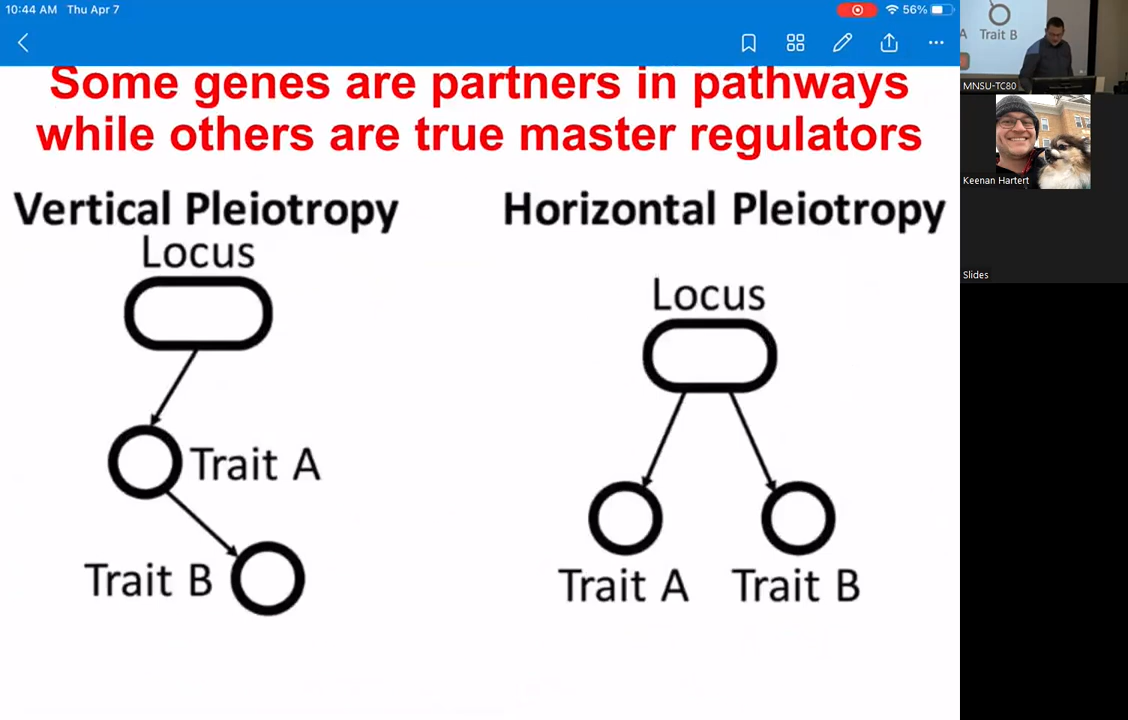 10:44 AM Thu Apr 7
56%
Some genes are partners in pathways
while others are true master regulators
Vertical Pleiotropy
Locus
Trait A
Trait B
Horizontal Pleiotropy
Locus
Trait A Trait B
A Trait B
MNSU-TC80
Keenan Hartert
Slides